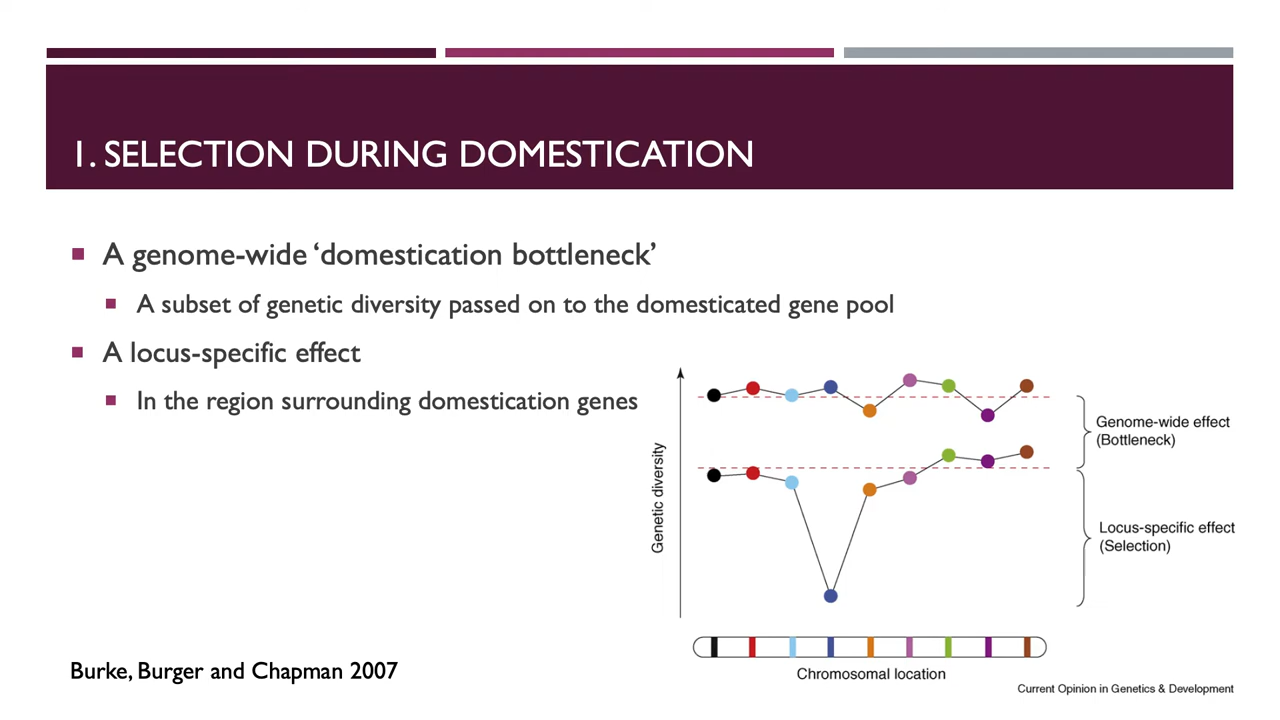 1. SELECTION DURING DOMESTICATION
A genome-wide ‘domestication bottleneck’
A subset of genetic diversity passed on to the domesticated gene pool
A locus-specific effect
In the region surrounding domestication genes
Genetic diversity
Genome-wide effect
(Bottleneck)
Locus-specific effect
(Selection)
Chromosomal location
Burke, Burger and Chapman 2007
Current Opinion in Genetics & Development